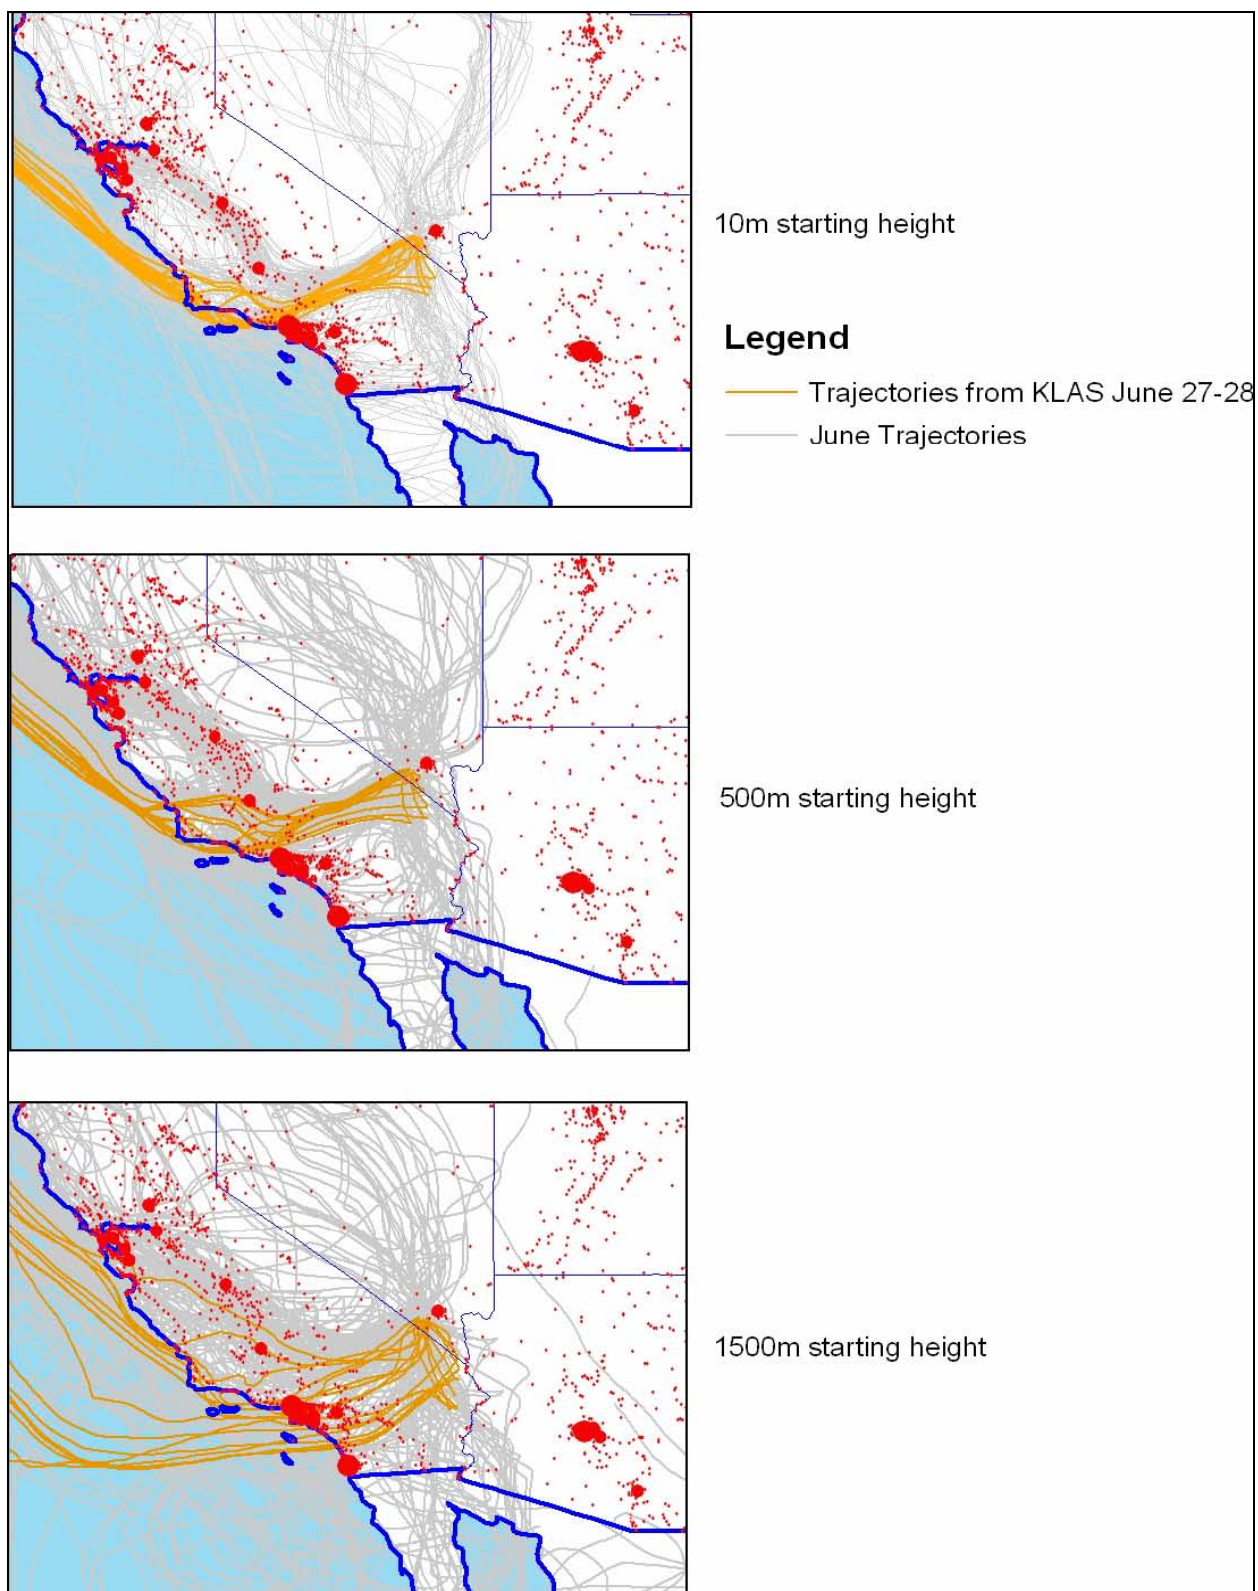 10m starting height
Legend
Trajectories from KLAS June 27-28
June Trajectories
500m starting height
1500m starting height